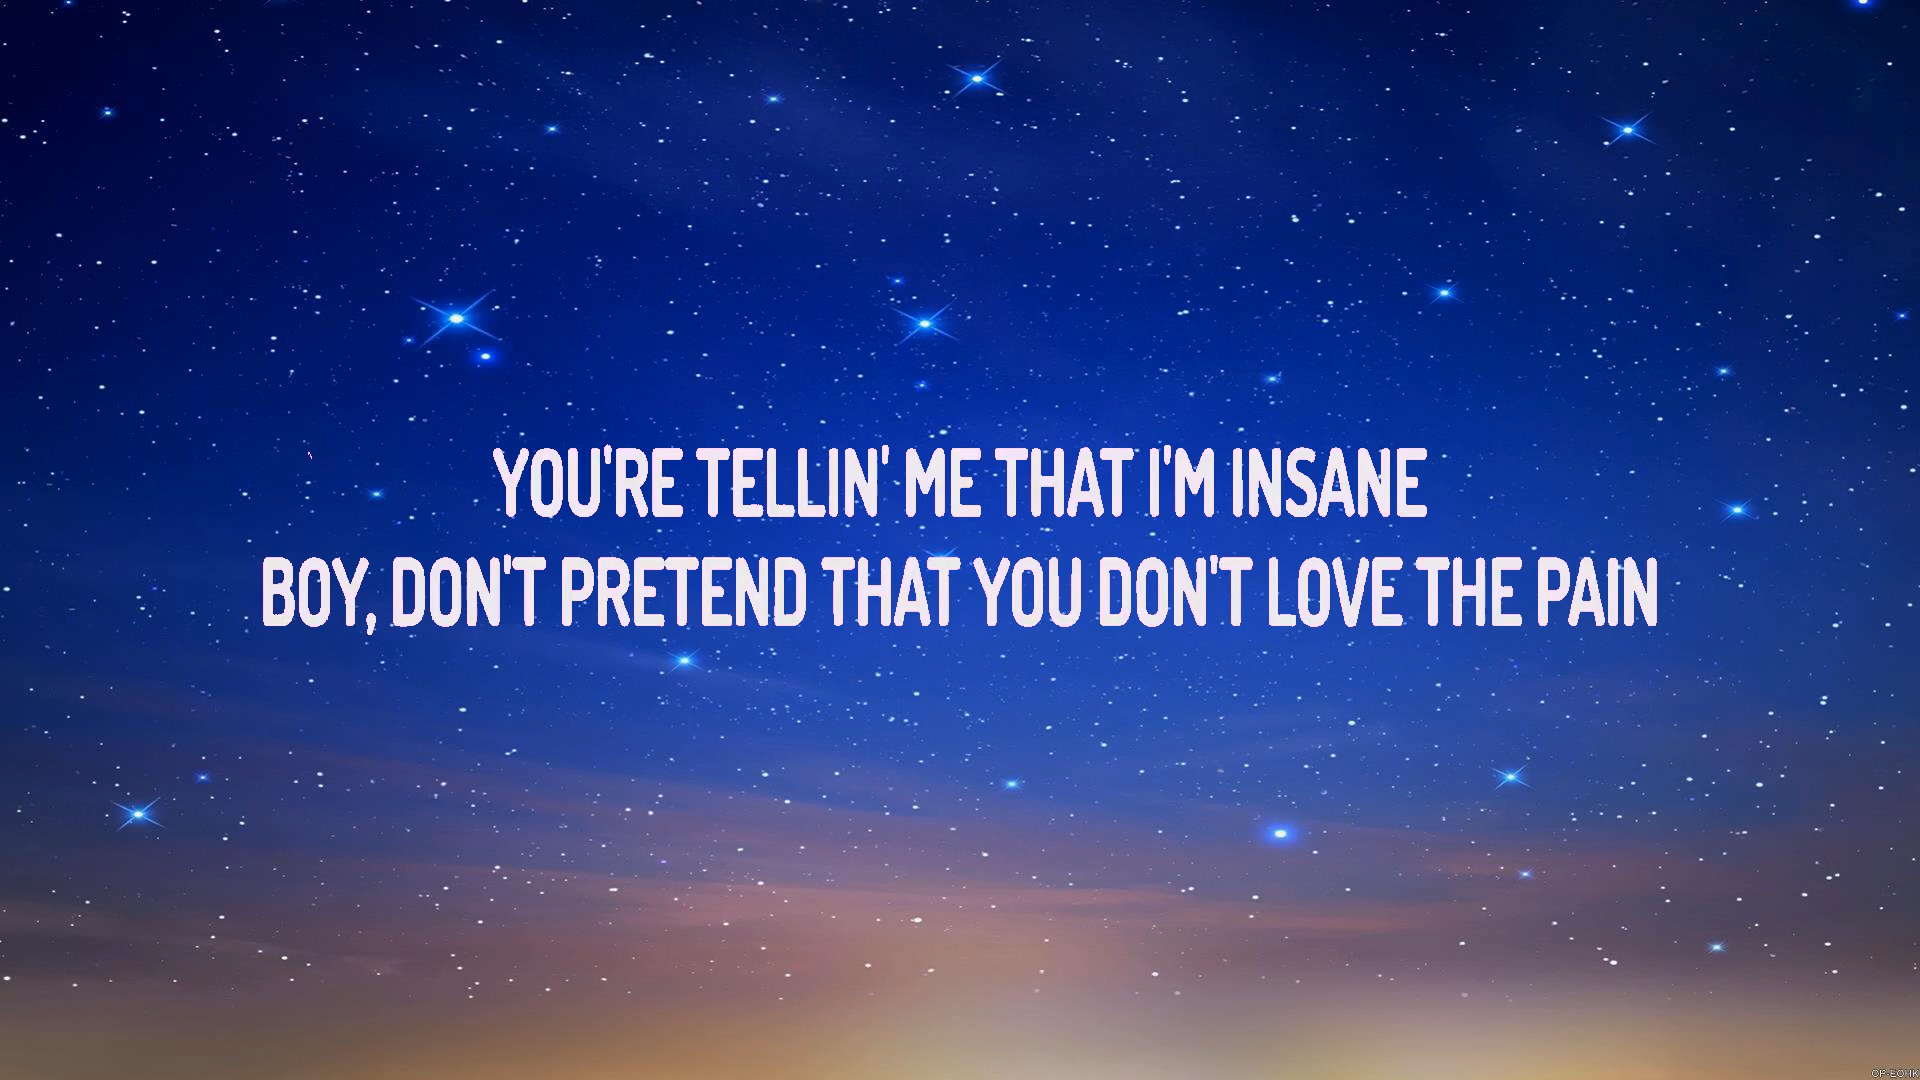 YOU'RE TELLIN' ME THAT I'M INSANE
BOY, DON'T PRETEND THAT YOU DON'T LOVE THE PAIN